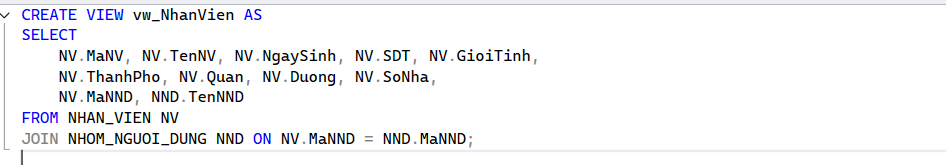 CREATE VIEW vw_NhanVien AS
SELECT
    NV.MaNV, NV.TenNV, NV.NgaySinh, NV.SDT, NV.GioiTinh,
    NV.ThanhPho, NV.Quan, NV.Duong, NV.SoNha,
    NV.MaNND, NND.TenNND
FROM NHAN_VIEN NV
JOIN NHOM_NGUOI_DUNG NND ON NV.MaNND = NND.MaNND;